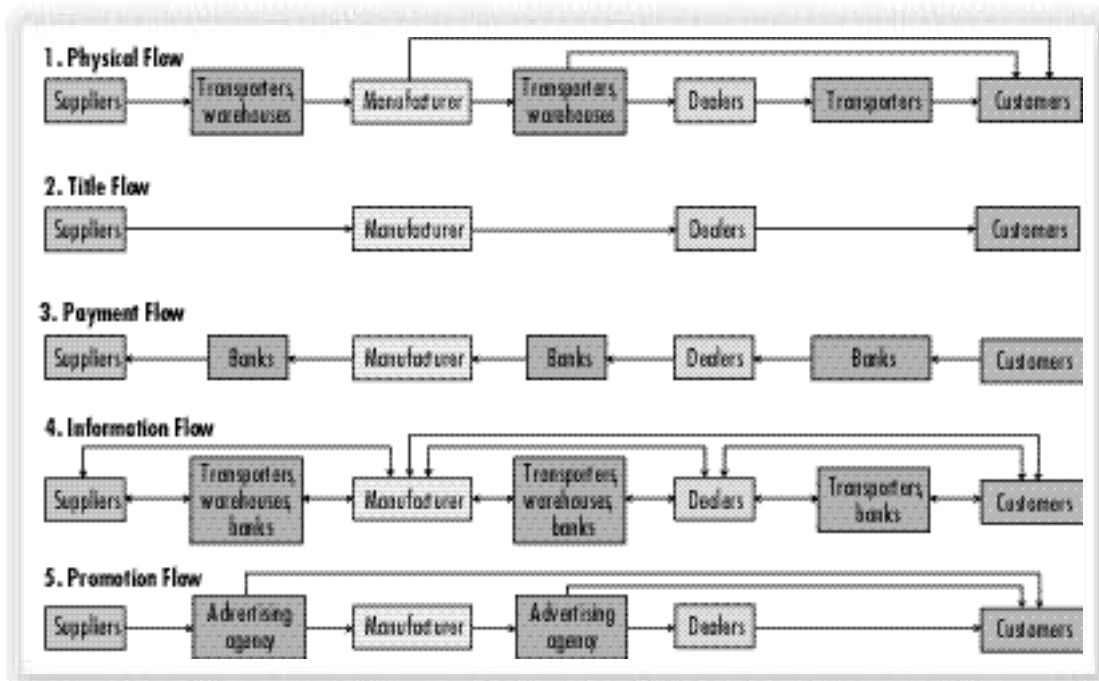 1. Physical Flow
Suppliers
Transporters,
warehouses
Manufacturer
Transporters,
warehouses
Dealers
Transporters
Customers
2. Title Flow
Suppliers
Manufacturer
Dealers
Customers
3. Payment Flow
Suppliers
Banks
Manufacturer
Banks
Dealers
Banks
Customers
4. Information Flow
Suppliers
Transporters,
warehouses,
banks
Manufacturer
Transporters,
warehouses,
banks
Dealers
Transporters,
banks
Customers
5. Promotion Flow
Suppliers
Advertising
agency
Manufacturer
Advertising
agency
Dealers
Customers